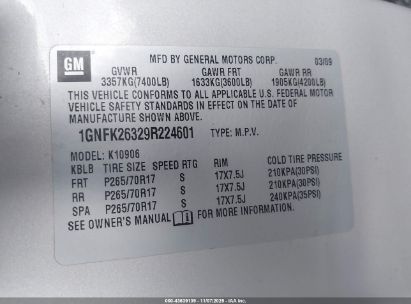 GM
MFD BY GENERAL MOTORS CORP. 03/09
GVWR GAWR FRT GAWR RR
3357KG(7400LB) 1633KG(3600LB) 1905KG(4200LB)
THIS VEHICLE CONFORMS TO ALL APPLICABLE U.S. FEDERAL MOTOR
VEHICLE SAFETY STANDARDS IN EFFECT ON THE DATE OF
MANUFACTURE SHOWN ABOVE.
1GNFK26329R224601 TYPE: M.P.V.
MODEL: K10906
KBLB TIRE SIZE SPEED RTG RIM COLD TIRE PRESSURE
FRT P265/70R17 S 17X7.5J 210KPA(30PSI)
RR P265/70R17 S 17X7.5J 210KPA(30PSI)
SPA P265/70R17 S 17X7.5J 240KPA(35PSI)
SEE OWNER'S MANUAL FOR MORE INFORMATION.